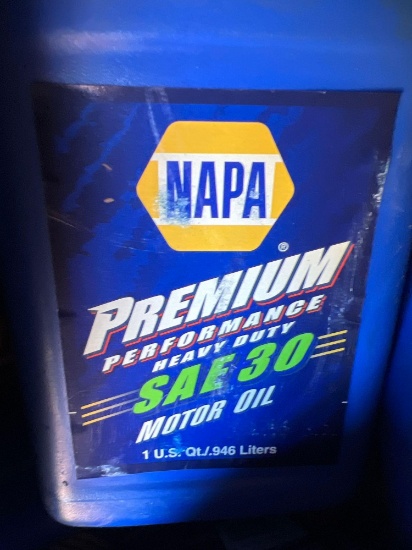 NAPA
®
PREMIUM
PERFORMANCE
HEAVY DUTY
SAE 30
MOTOR OIL
1 U.S. Qt./.946 Liters